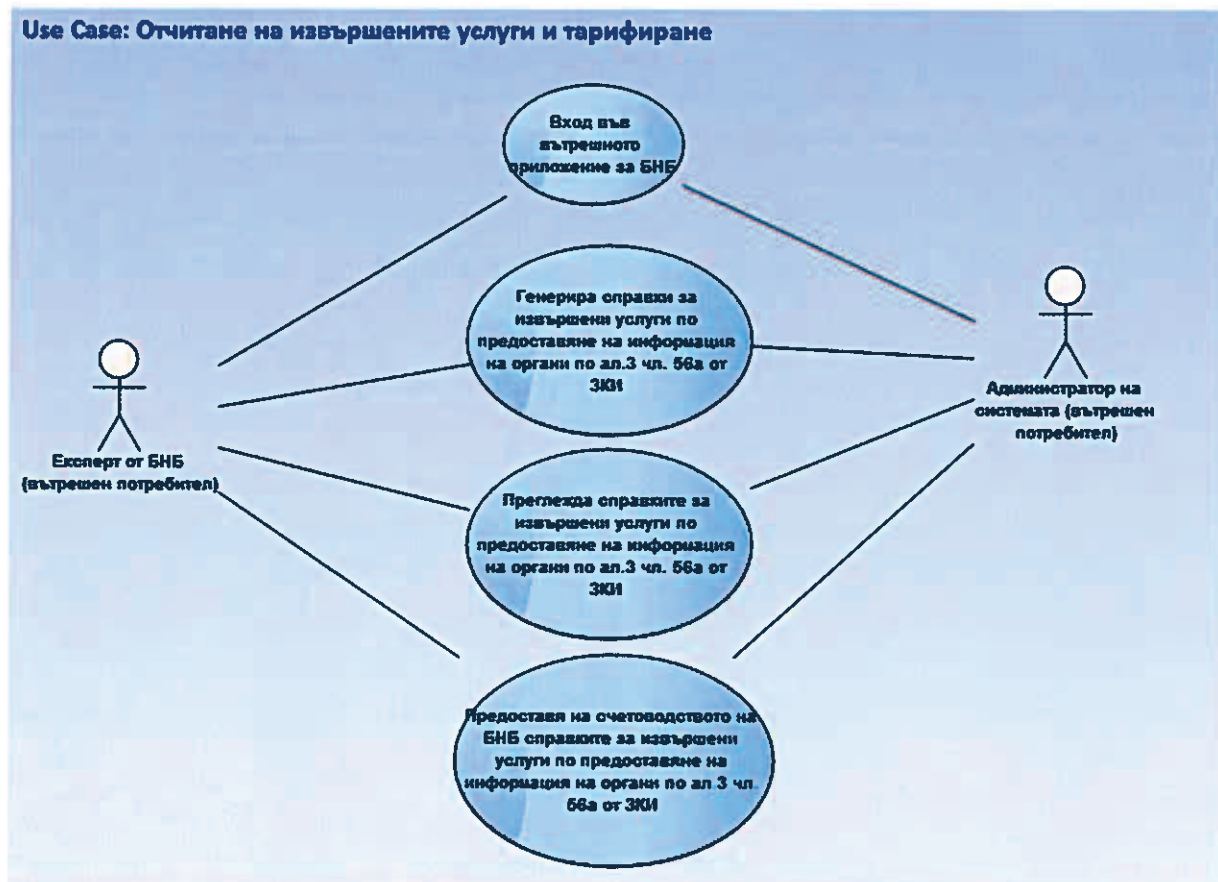 Use Case: Отчитане на извършените услуги и тарифиране
Вход във
вътрешното
приложение за БНБ
Генерира справки за
извършени услуги по
предоставяне на информация
на органи по ал.3 чл. 56а от
ЗКИ
Експерт от БНБ
(вътрешен потребител)
Администратор на
системата (вътрешен
потребител)
Преглежда справките за
извършени услуги по
предоставяне на информация
на органи по ал.3 чл. 56а от
ЗКИ
Предоставя на счетоводството на
БНБ справките за извършени
услуги по предоставяне на
информация на органи по ал 3 чл.
56а от ЗКИ